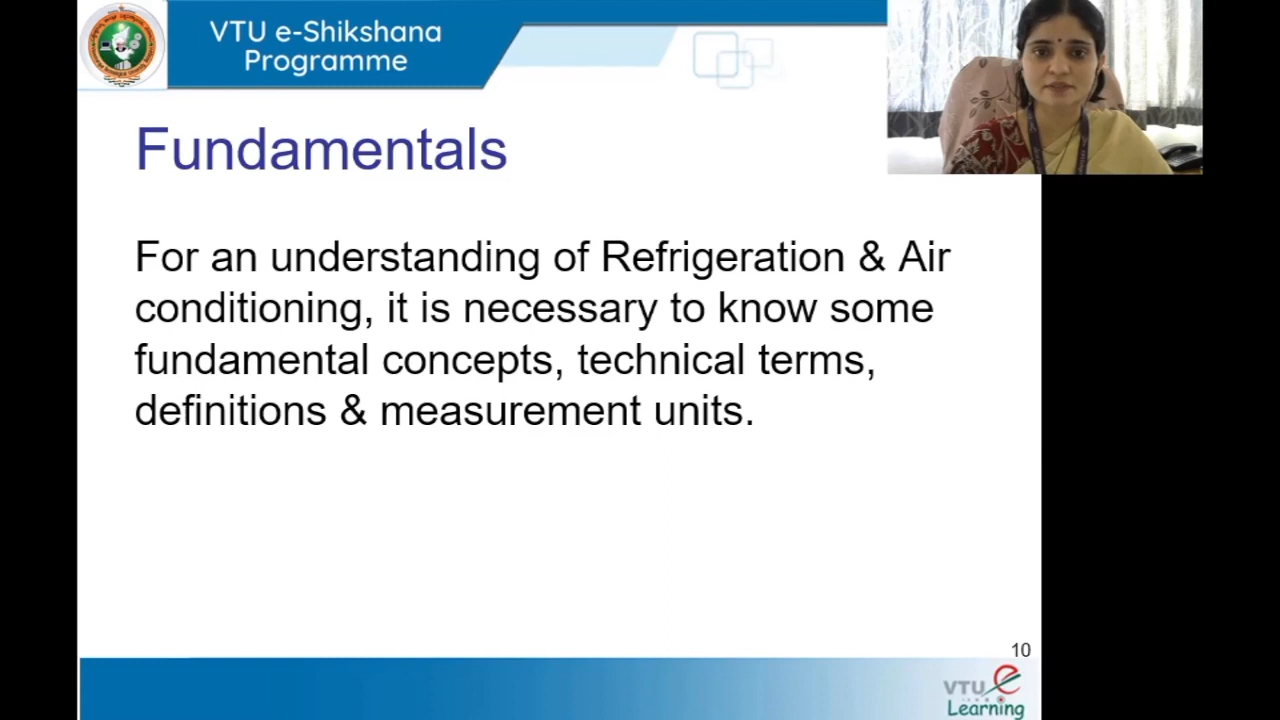 VTU e-Shikshana
Programme
Fundamentals
For an understanding of Refrigeration & Air
conditioning, it is necessary to know some
fundamental concepts, technical terms,
definitions & measurement units.
10
VTU e
Learning